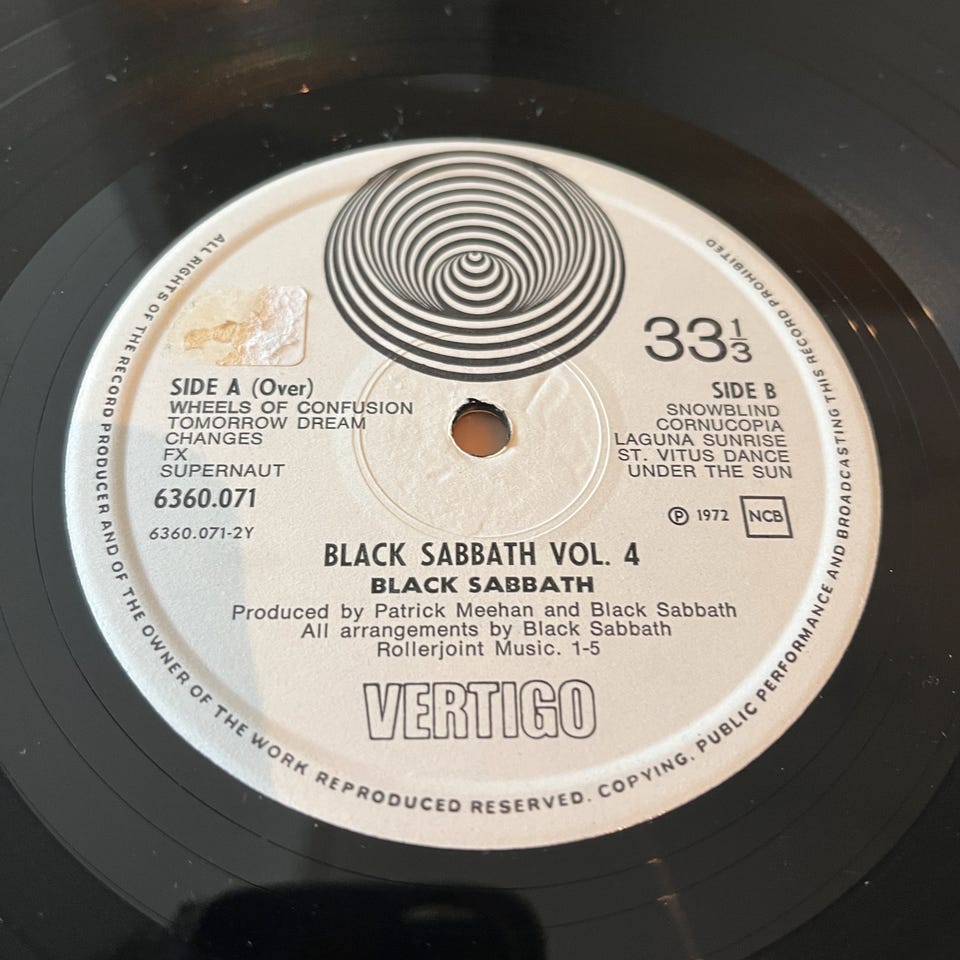 33 1/3
SIDE A (Over)
WHEELS OF CONFUSION
TOMORROW DREAM
CHANGES
FX
SUPERNAUT
6360.071
6360.071-2Y
SIDE B
SNOWBLIND
CORNUCOPIA
LAGUNA SUNRISE
ST. VITUS DANCE
UNDER THE SUN
Ⓟ 1972 NCB
BLACK SABBATH VOL. 4
BLACK SABBATH
Produced by Patrick Meehan and Black Sabbath
All arrangements by Black Sabbath
Rollerjoint Music. 1-5
VERTIGO
ALL RIGHTS OF THE RECORD PRODUCER AND OF THE OWNER OF THE WORK REPRODUCED RESERVED. COPYING, PUBLIC PERFORMANCE AND BROADCASTING THIS RECORD PROHIBITED